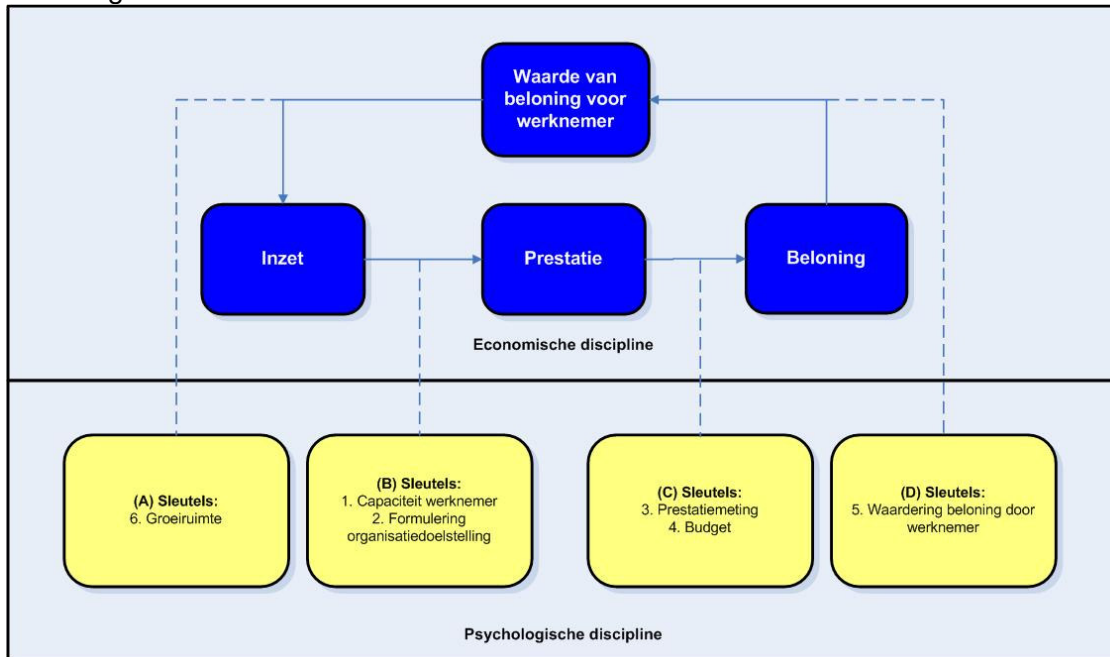 Waarde van
beloning voor
werknemer
Inzet
Prestatie
Beloning
Economische discipline
(A) Sleutels:
6. Groeiruimte
(B) Sleutels:
1. Capaciteit werknemer
2. Formulering
organisatiedoelstelling
(C) Sleutels:
3. Prestatiemeting
4. Budget
(D) Sleutels:
5. Waardering beloning door
werknemer
Psychologische discipline